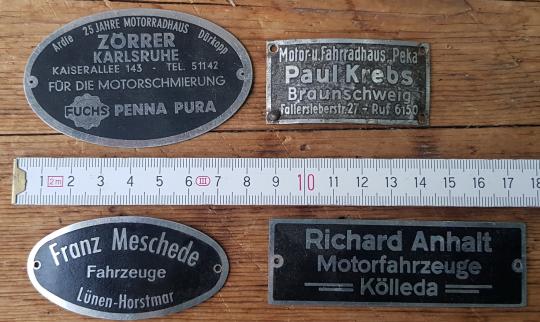 25 JAHRE MOTORRADHAUS
Ardie Dürkopp
ZÖRRER
KARLSRUHE
KAISERALLEE 143 - TEL. 51142
FÜR DIE MOTORSCHMIERUNG
FUCHS PENNA PURA
Motor-u. Fahrradhaus "Peka"
Paul Krebs
Braunschweig
Fallersleberstr. 27 - Ruf 6150
1 2m 2 3 4 5 6 III 7 8 9 10 11 12 13 14 15 16 17 18
Franz Meschede
Fahrzeuge
Lünen-Horstmar
Richard Anhalt
Motorfahrzeuge
Kölleda